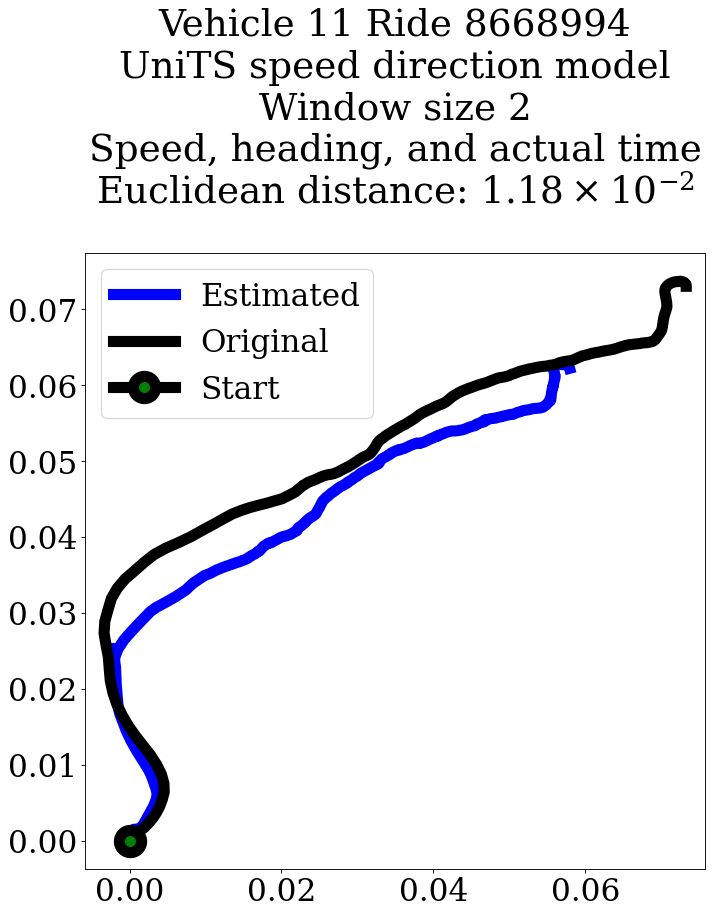 Vehicle 11 Ride 8668994
UniTS speed direction model
Window size 2
Speed, heading, and actual time
Euclidean distance: 1.18 × 10⁻²
Estimated
Original
Start
0.07
0.06
0.05
0.04
0.03
0.02
0.01
0.00
0.00 0.02 0.04 0.06